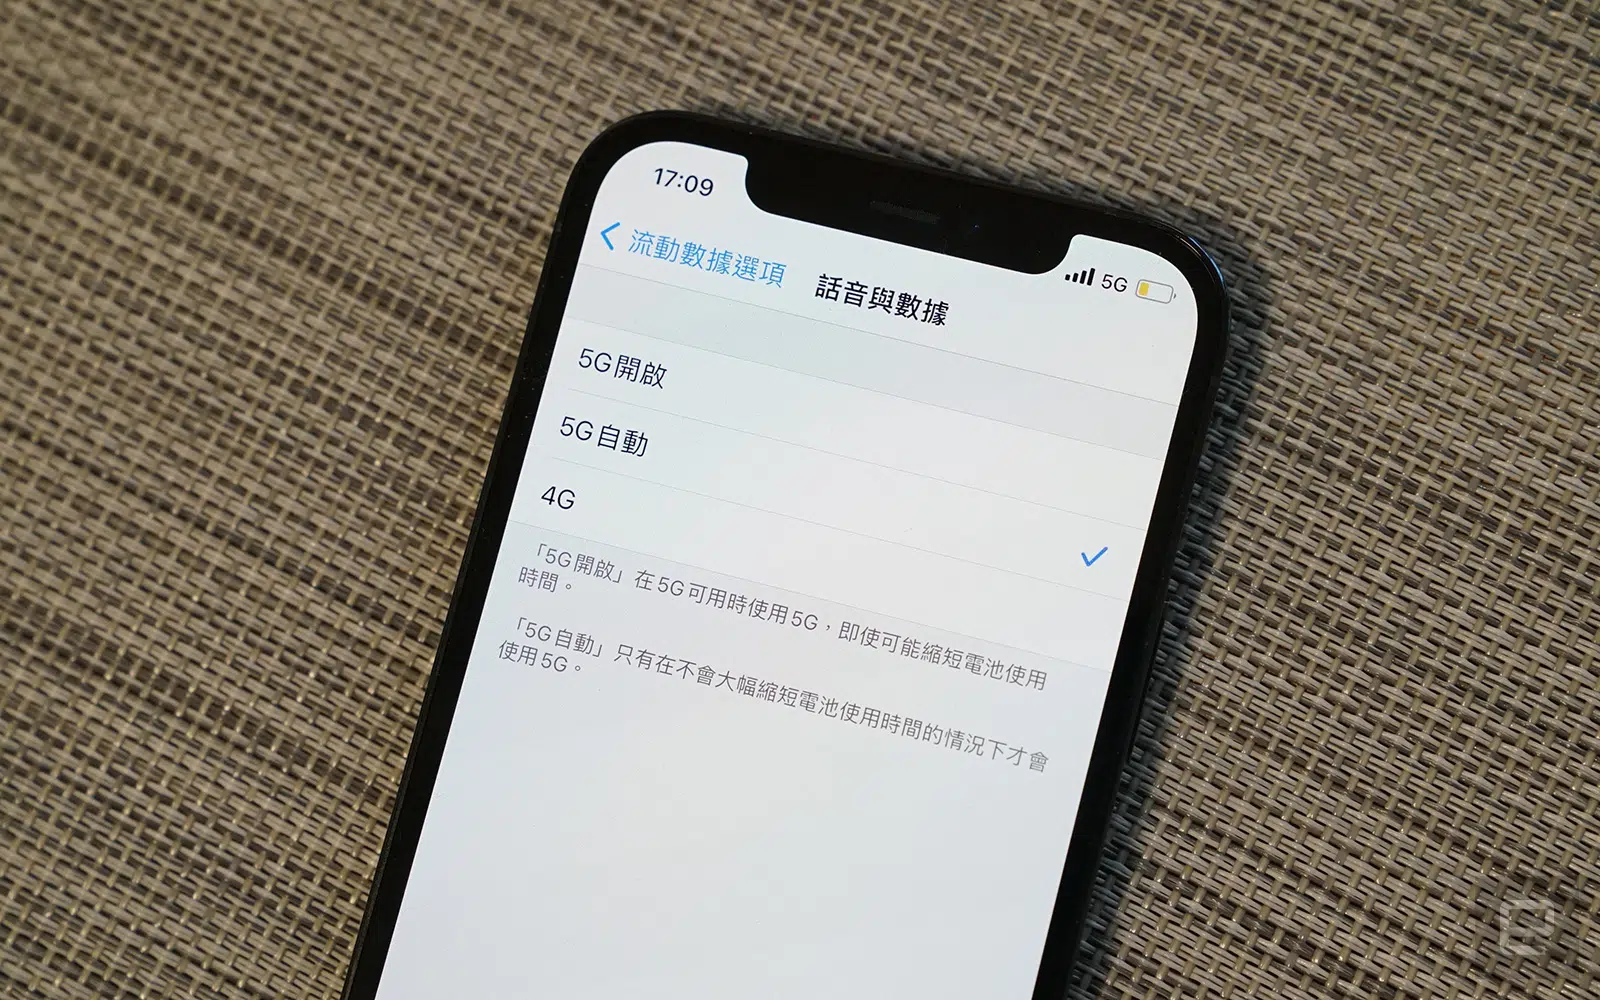 17:09
5G
流動數據選項
話音與數據
5G開啟
5G自動
4G
「5G開啟」在5G可用時使用5G，即使可能縮短電池使用
時間。
「5G自動」只有在不會大幅縮短電池使用時間的情況下才會
使用5G。